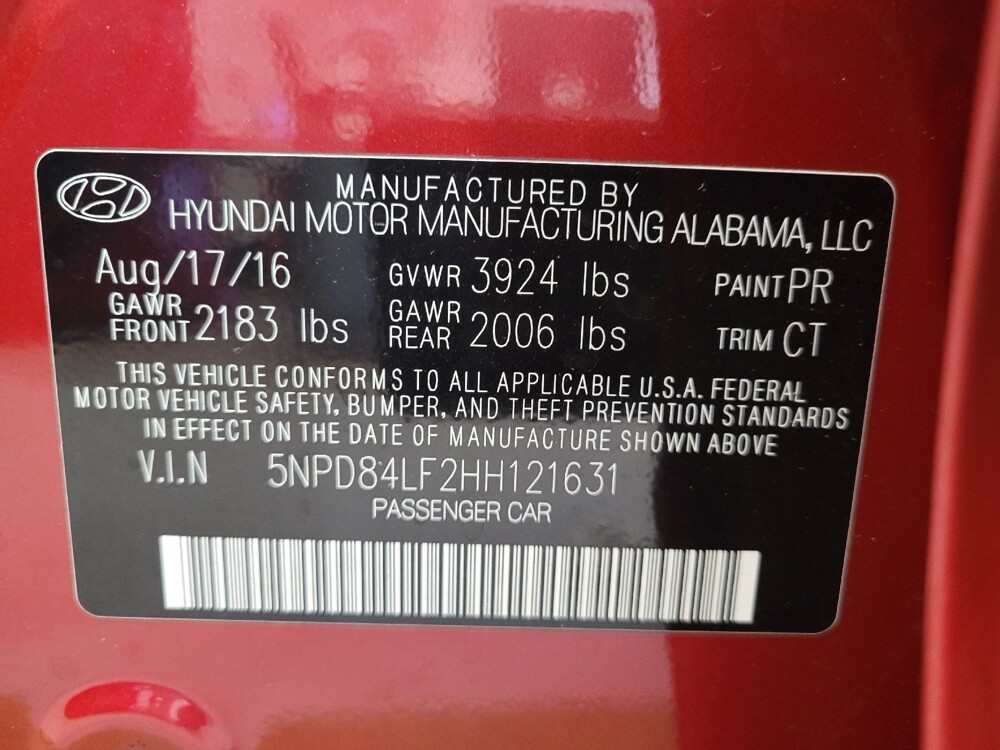 MANUFACTURED BY
HYUNDAI MOTOR MANUFACTURING ALABAMA, LLC
Aug/17/16 GVWR 3924 lbs PAINT PR
GAWR FRONT 2183 lbs GAWR REAR 2006 lbs TRIM CT
THIS VEHICLE CONFORMS TO ALL APPLICABLE U.S.A. FEDERAL
MOTOR VEHICLE SAFETY, BUMPER, AND THEFT PREVENTION STANDARDS
IN EFFECT ON THE DATE OF MANUFACTURE SHOWN ABOVE
V.I.N 5NPD84LF2HH121631
PASSENGER CAR